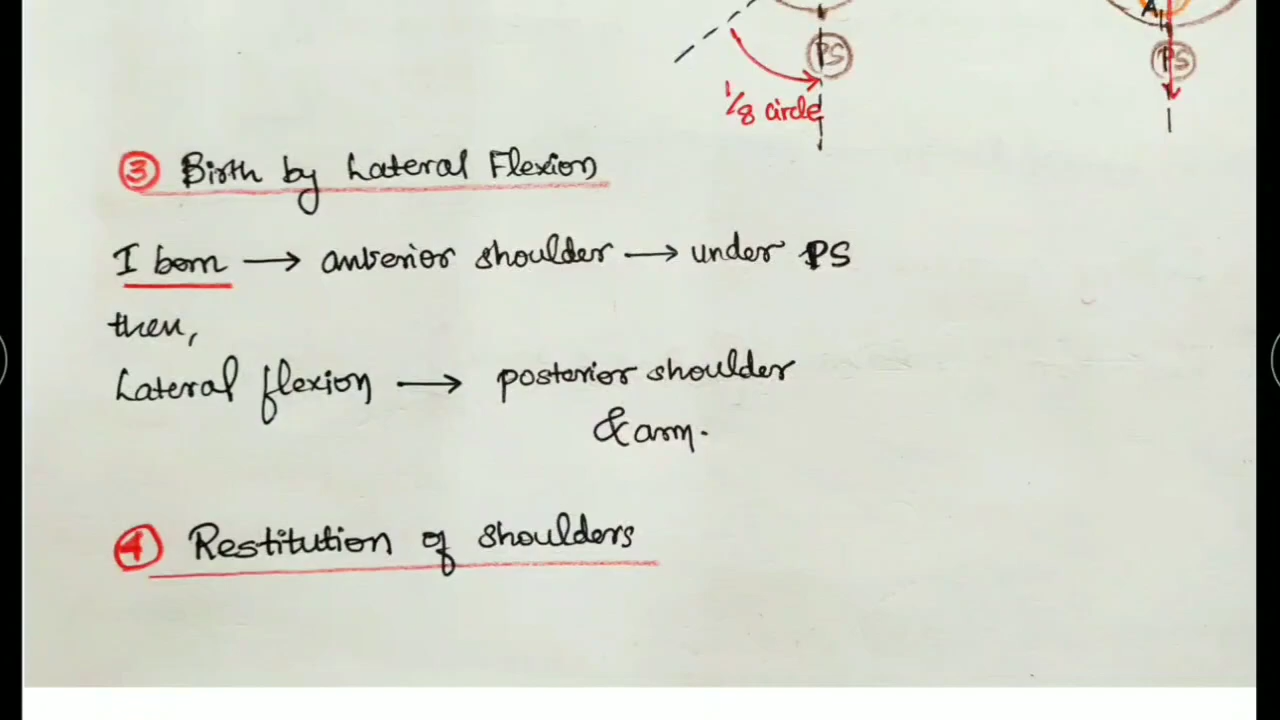 A
PS
PS
1/8 circle
③ Birth by Lateral Flexion
I born → anterior shoulder → under PS
then,
Lateral flexion → posterior shoulder
& arm.
④ Restitution of shoulders